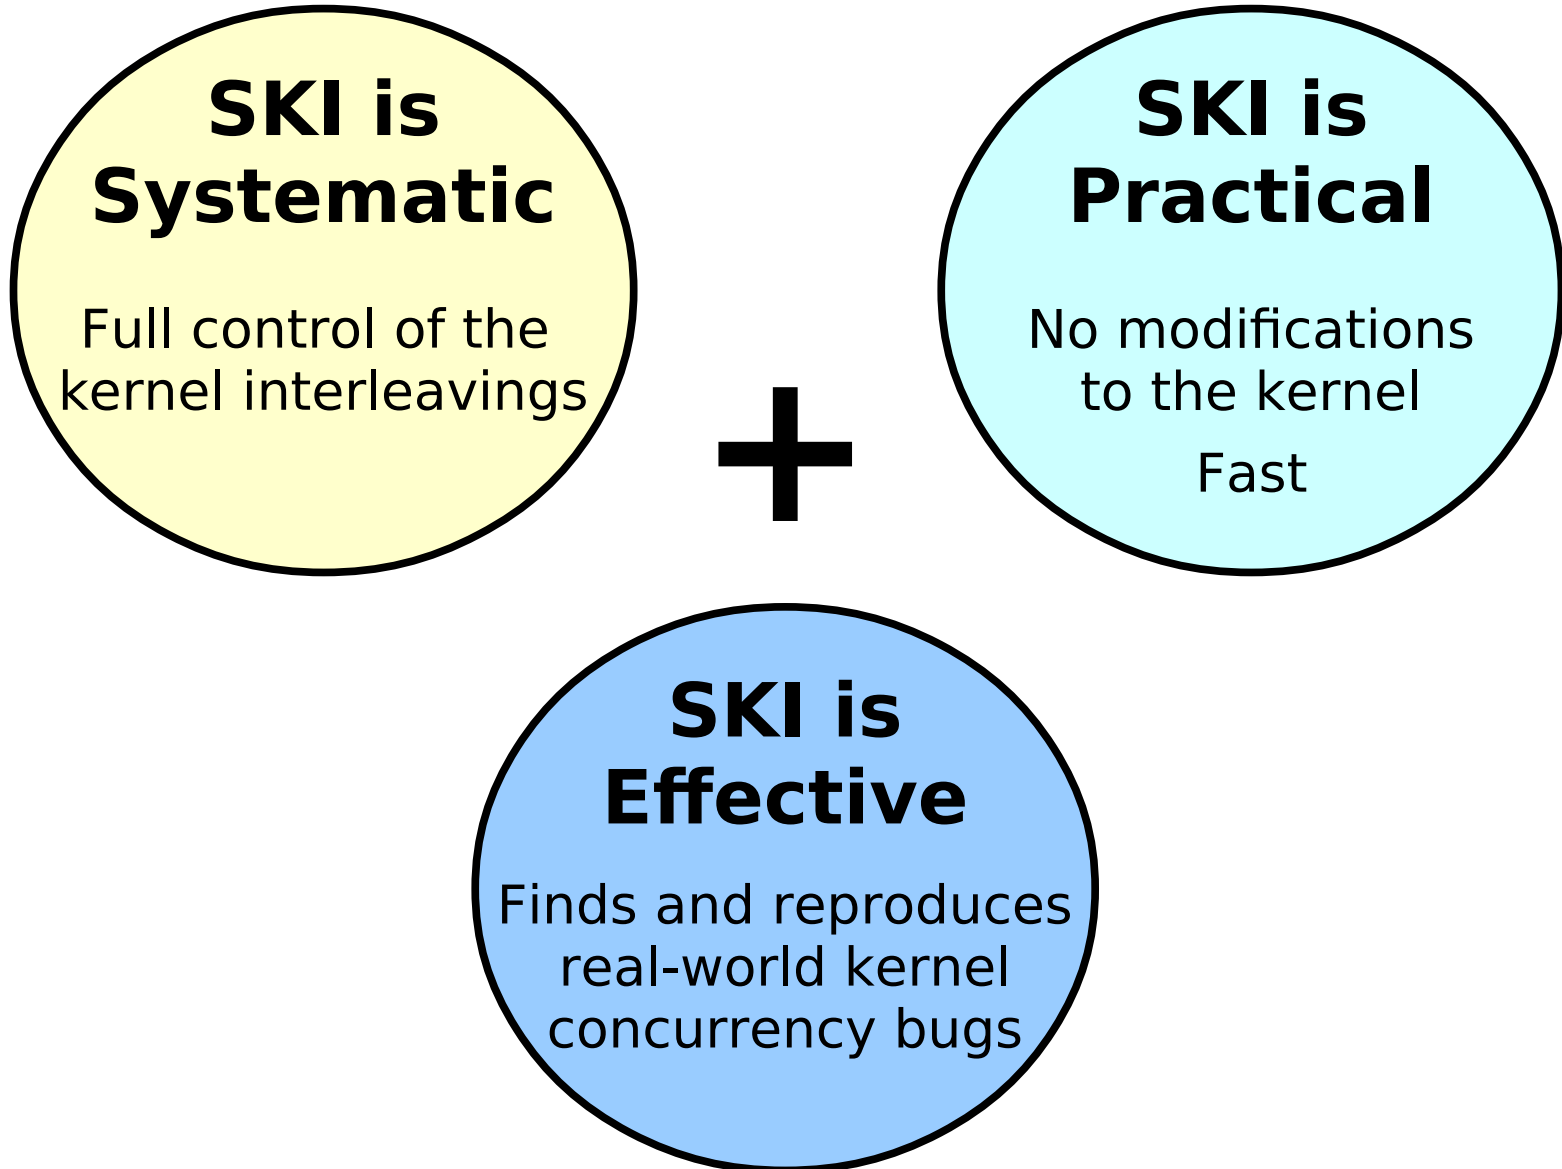 SKI is
Systematic
Full control of the
kernel interleavings
+
SKI is
Practical
No modifications
to the kernel
Fast
SKI is
Effective
Finds and reproduces
real-world kernel
concurrency bugs